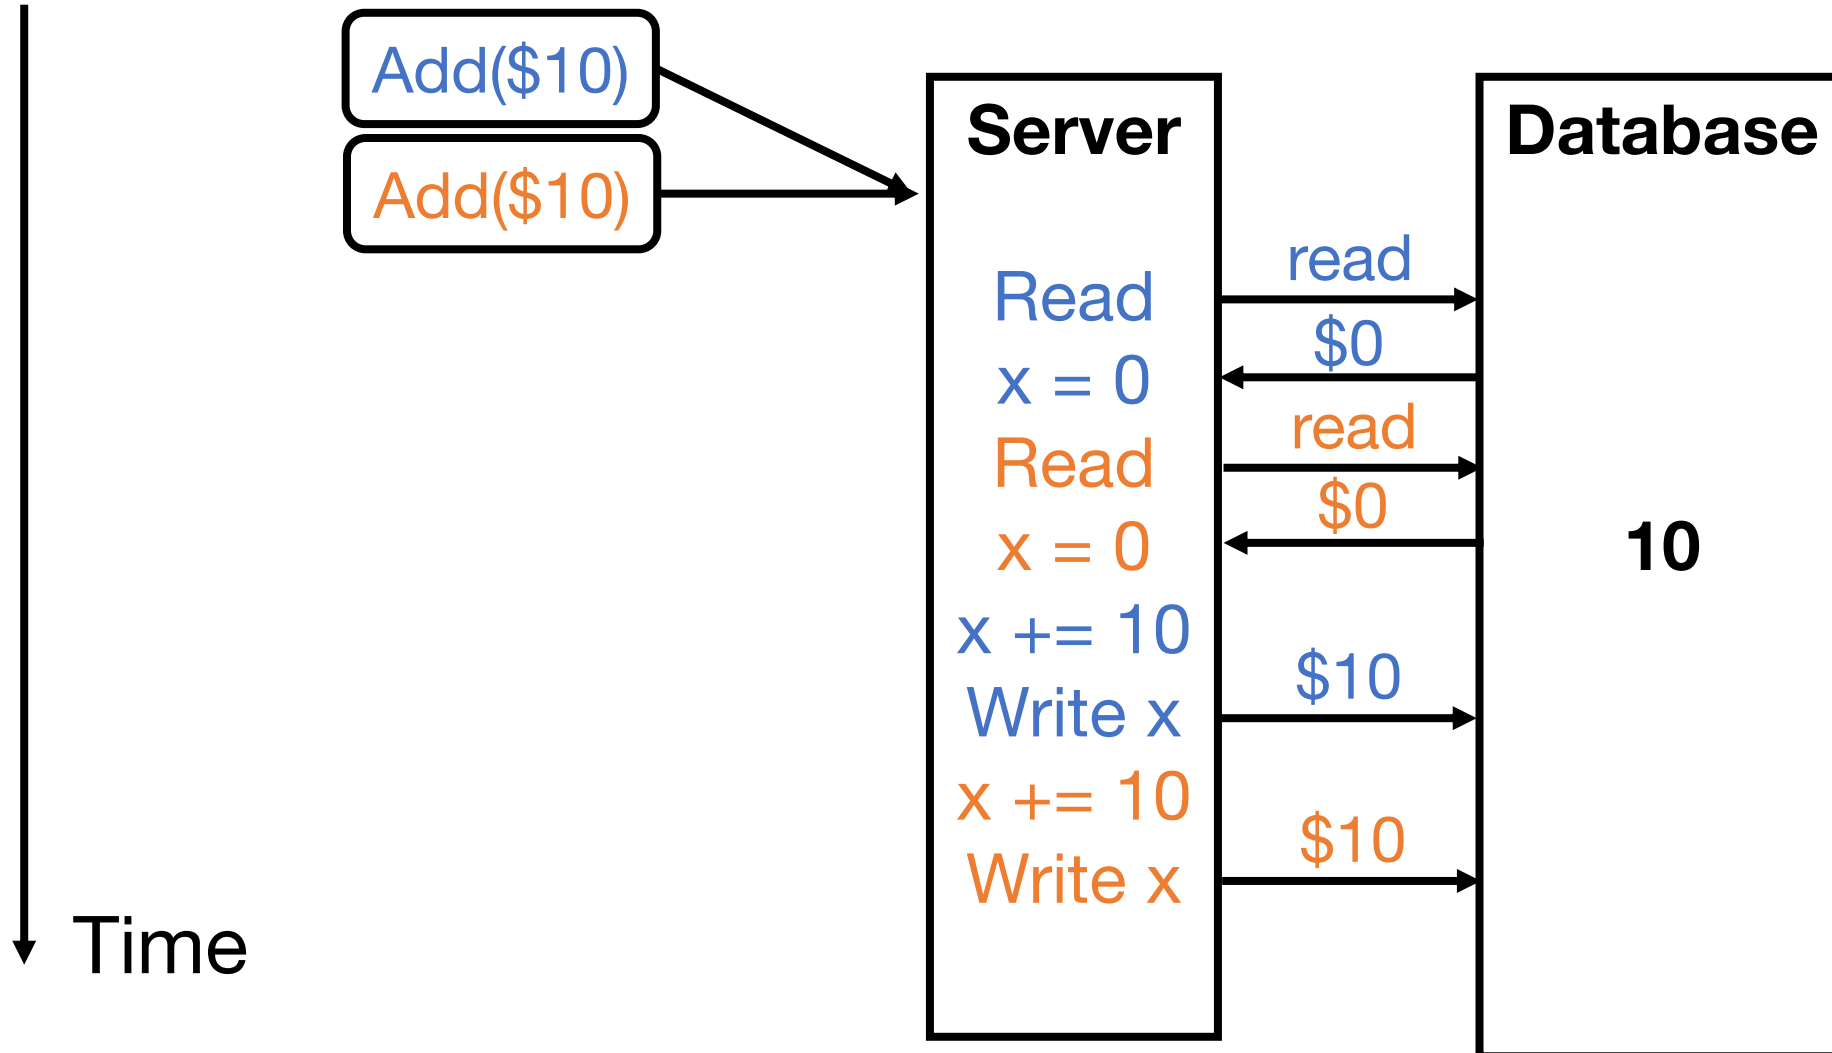 Add($10)
Add($10)
Server
Database
read
Read
$0
x = 0
read
Read
$0
x = 0
10
x += 10
$10
Write x
x += 10
$10
Write x
Time